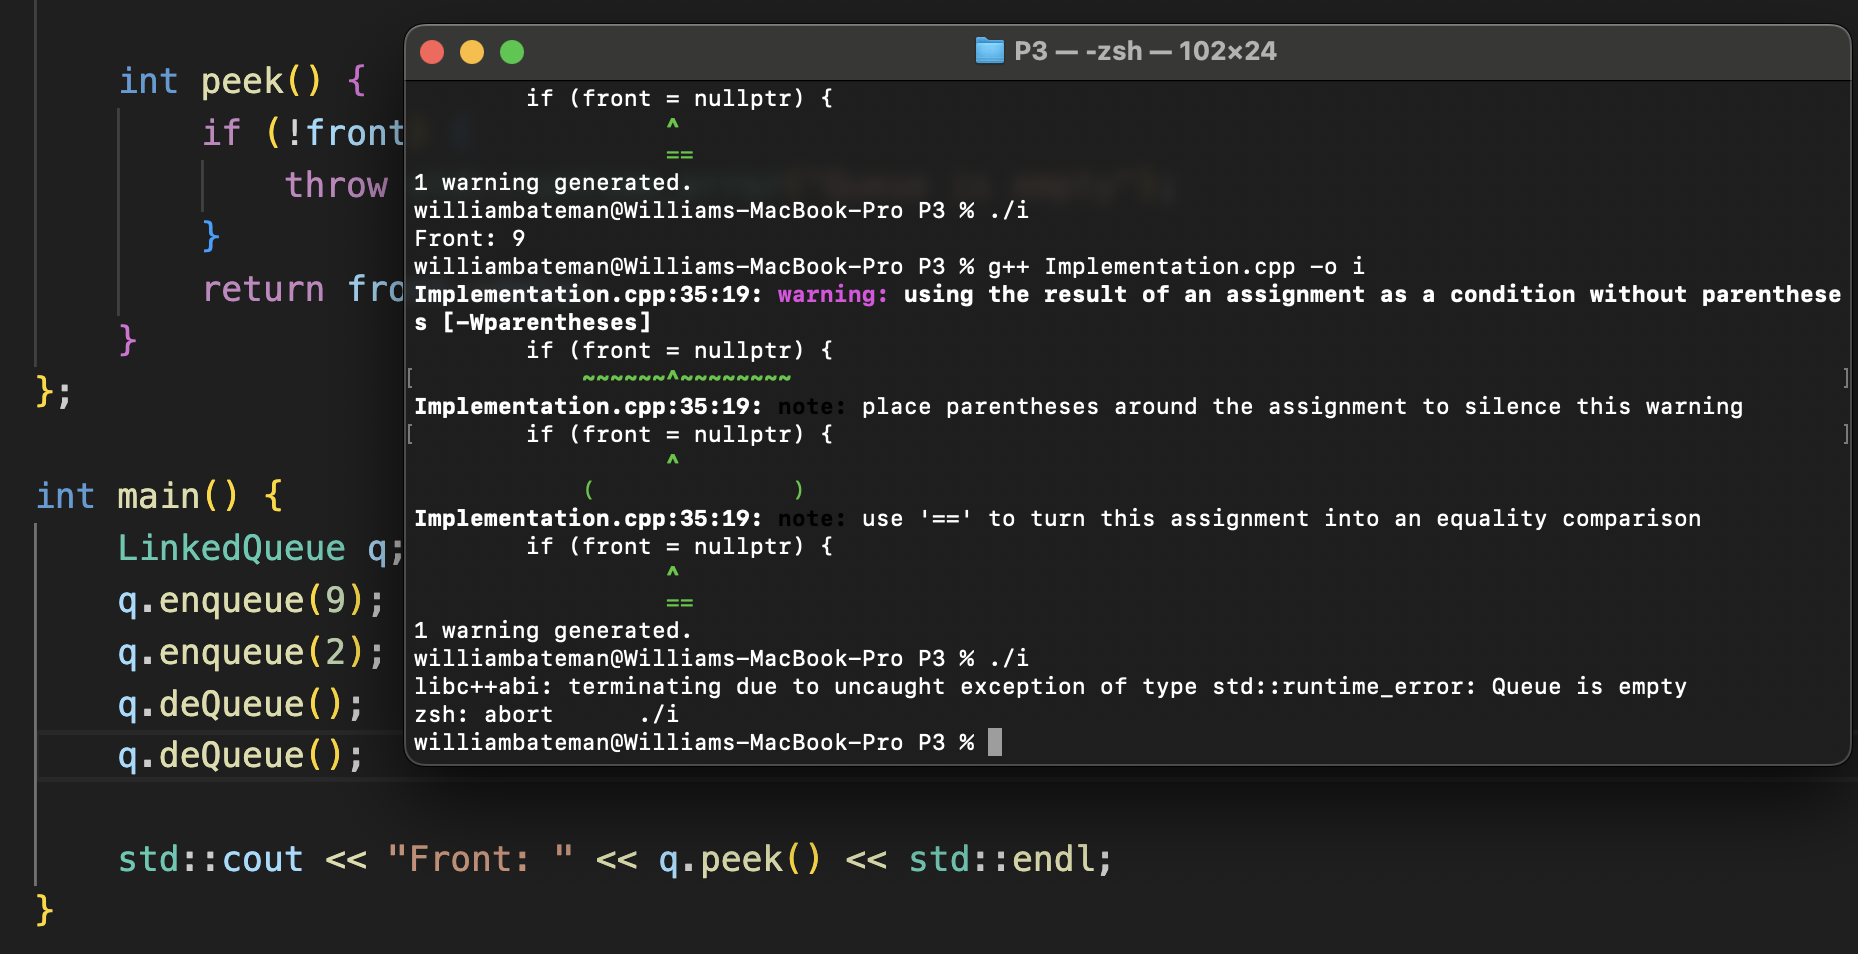 int peek() {
if (!front) {
throw
}
return fro
}
};
int main() {
LinkedQueue q;
q.enqueue(9);
q.enqueue(2);
q.deQueue();
q.deQueue();
std::cout << "Front: " << q.peek() << std::endl;
}
P3 — -zsh — 102×24
if (front = nullptr) {
^
==
1 warning generated.
williambateman@Williams-MacBook-Pro P3 % ./i
Front: 9
williambateman@Williams-MacBook-Pro P3 % g++ Implementation.cpp -o i
Implementation.cpp:35:19: warning: using the result of an assignment as a condition without parenthese
s [-Wparentheses]
if (front = nullptr) {
[ ~~~~~~^~~~~~~~~ ]
Implementation.cpp:35:19: note: place parentheses around the assignment to silence this warning
[ if (front = nullptr) { ]
^
( )
Implementation.cpp:35:19: note: use '==' to turn this assignment into an equality comparison
if (front = nullptr) {
^
==
1 warning generated.
williambateman@Williams-MacBook-Pro P3 % ./i
libc++abi: terminating due to uncaught exception of type std::runtime_error: Queue is empty
zsh: abort ./i
williambateman@Williams-MacBook-Pro P3 %